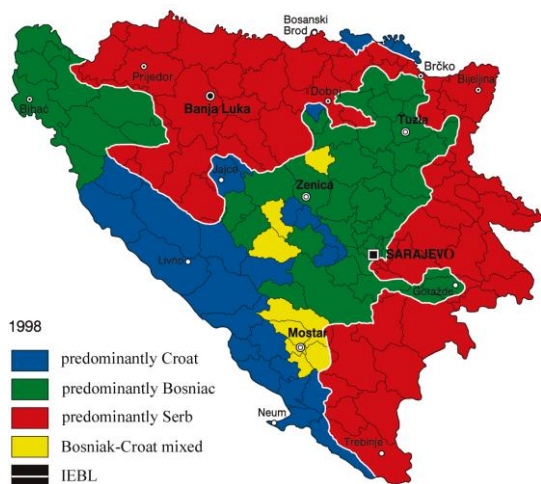 Bosanski
Brod
Brčko
Prijedor
Doboj
Bijeljina
Bihać
Banja Luka
Tuzla
Jajce
Zenica
SARAJEVO
Livno
Goražde
1998
Mostar
predominantly Croat
predominantly Bosniac
predominantly Serb
Neum
Bosniak-Croat mixed
Trebinje
IEBL